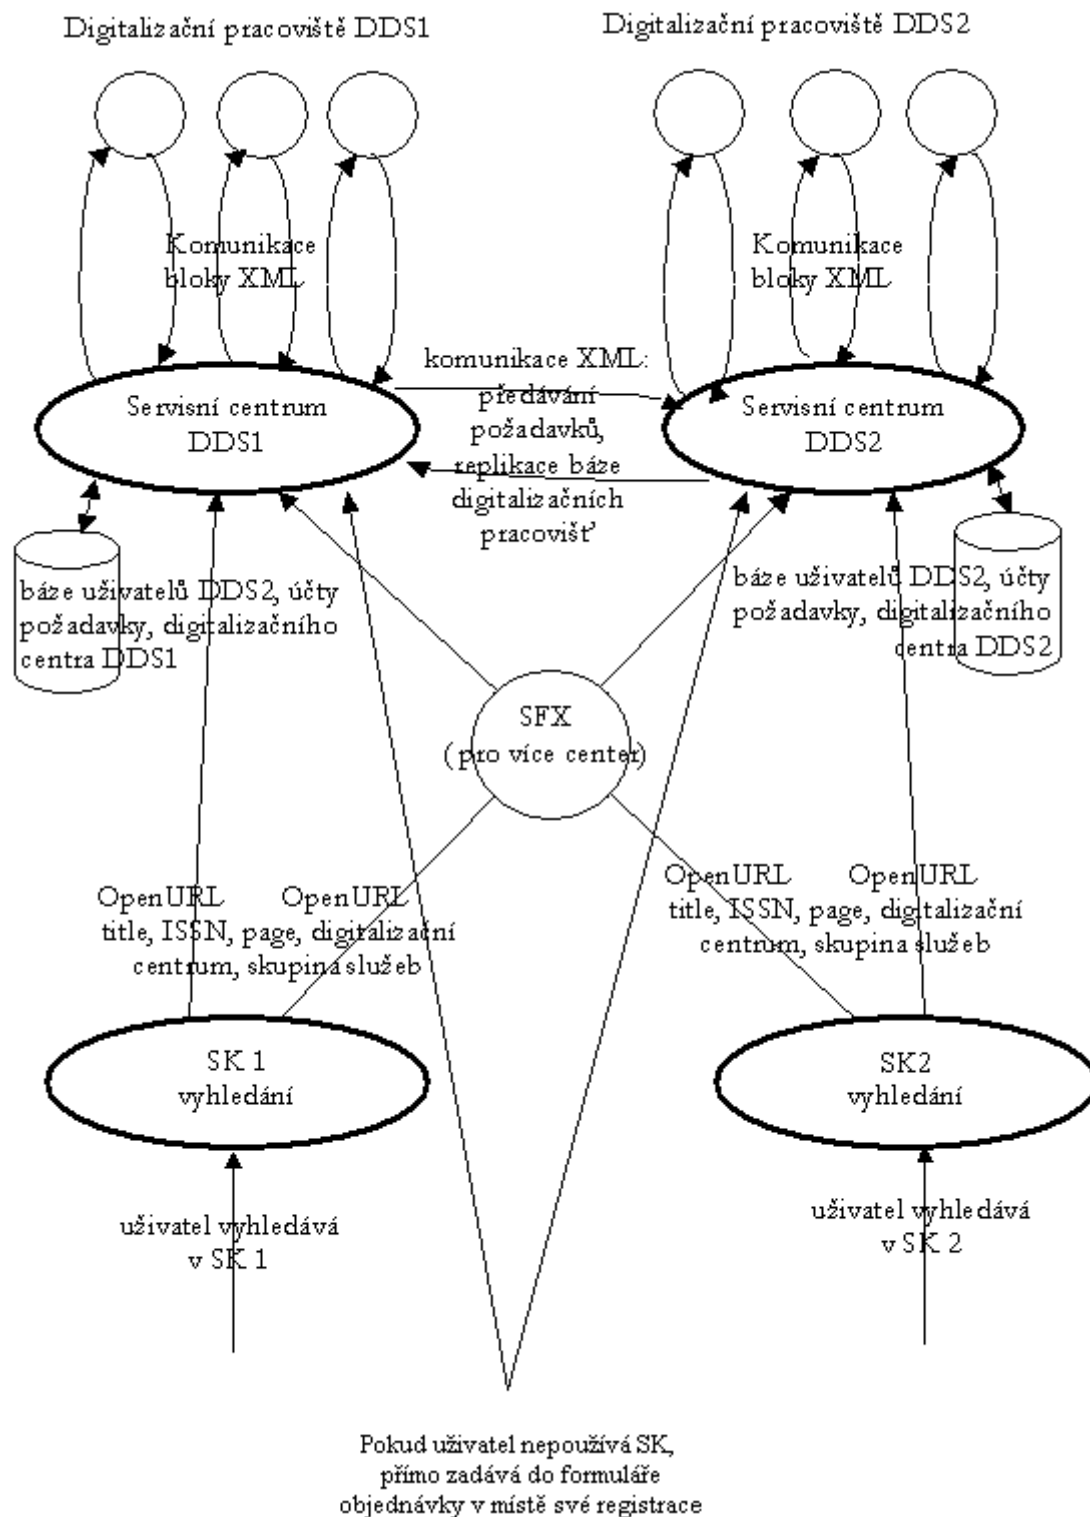 Digitalizační pracoviště DDS1
Digitalizační pracoviště DDS2
Komunikace
bloky XML
Komunikace
bloky XML
komunikace XML:
předávání
požadavků,
replikace báze
digitalizačních
pracovišť
Servisní centrum
DDS1
Servisní centrum
DDS2
báze uživatelů DDS2, účty
požadavky, digitalizačního
centra DDS1
báze uživatelů DDS2, účty
požadavky, digitalizačního
centra DDS2
SFX
( pro více center)
OpenURL OpenURL
title, ISSN, page, digitalizační
centrum, skupina služeb
OpenURL OpenURL
title, ISSN, page, digitalizační
centrum, skupina služeb
SK 1
vyhledání
SK2
vyhledání
uživatel vyhledává
v SK 1
uživatel vyhledává
v SK 2
Pokud uživatel nepoužívá SK,
přímo zadává do formuláře
objednávky v místě své registrace